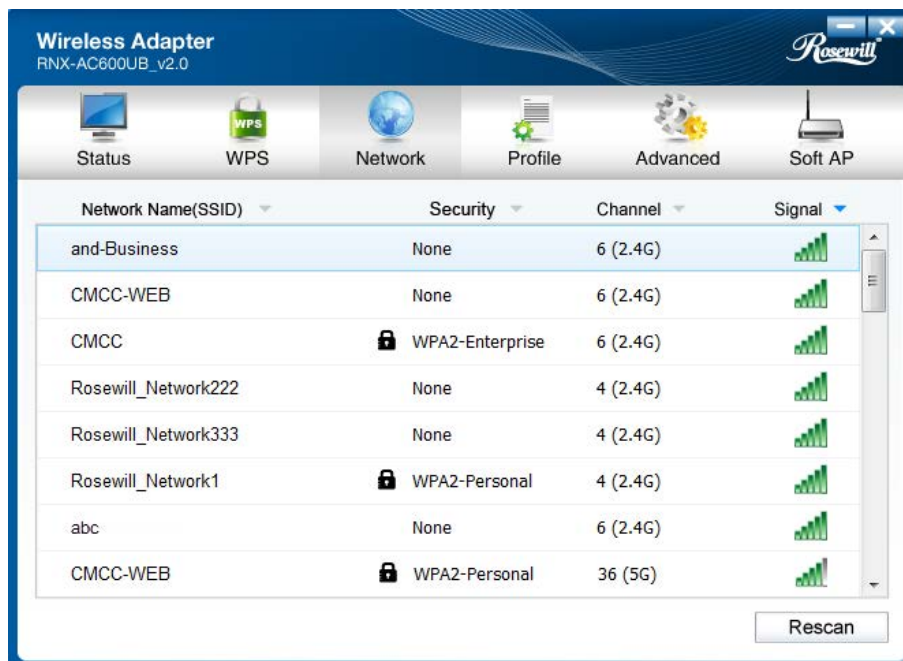 Wireless Adapter
RNX-AC600UB_v2.0
Rosewill
WPS
Status WPS Network Profile Advanced Soft AP
Network Name(SSID) Security Channel Signal
and-Business None 6 (2.4G)
CMCC-WEB None 6 (2.4G)
CMCC WPA2-Enterprise 6 (2.4G)
Rosewill_Network222 None 4 (2.4G)
Rosewill_Network333 None 4 (2.4G)
Rosewill_Network1 WPA2-Personal 4 (2.4G)
abc None 6 (2.4G)
CMCC-WEB WPA2-Personal 36 (5G)
Rescan